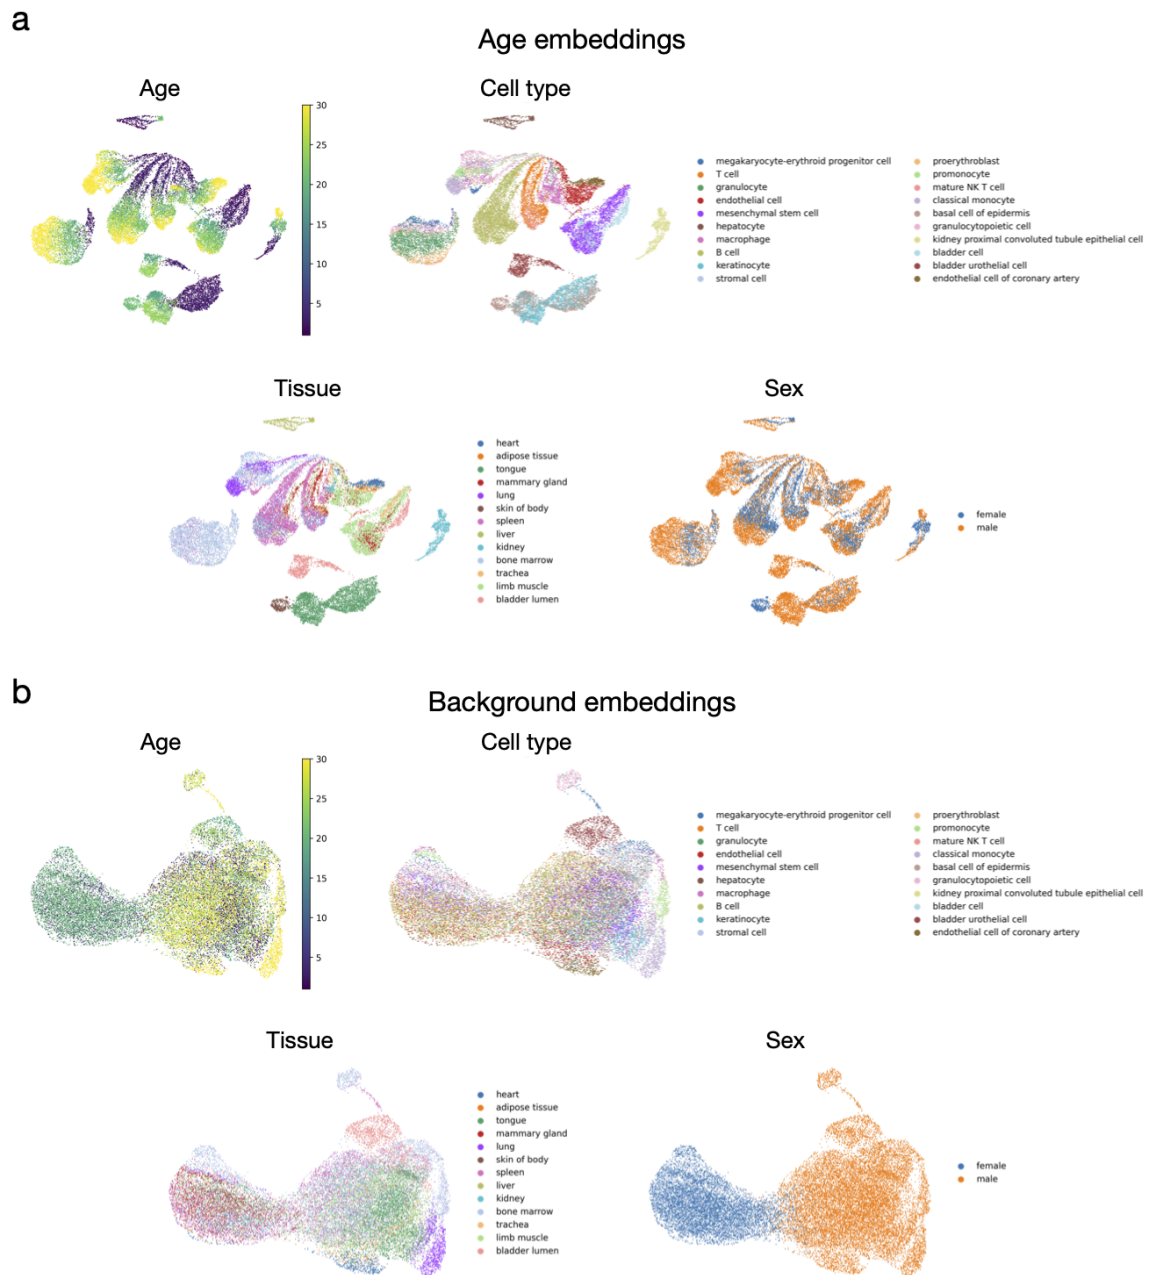 a
Age embeddings
Age
Cell type
30
25
20
15
10
5
megakaryocyte-erythroid progenitor cell
T cell
granulocyte
endothelial cell
mesenchymal stem cell
hepatocyte
macrophage
B cell
keratinocyte
stromal cell
proerythroblast
promonocyte
mature NK T cell
classical monocyte
basal cell of epidermis
granulocytopoietic cell
kidney proximal convoluted tubule epithelial cell
bladder cell
bladder urothelial cell
endothelial cell of coronary artery
Tissue
Sex
heart
adipose tissue
tongue
mammary gland
lung
skin of body
spleen
liver
kidney
bone marrow
trachea
limb muscle
bladder lumen
female
male
b
Background embeddings
Age
Cell type
30
25
20
15
10
5
megakaryocyte-erythroid progenitor cell
T cell
granulocyte
endothelial cell
mesenchymal stem cell
hepatocyte
macrophage
B cell
keratinocyte
stromal cell
proerythroblast
promonocyte
mature NK T cell
classical monocyte
basal cell of epidermis
granulocytopoietic cell
kidney proximal convoluted tubule epithelial cell
bladder cell
bladder urothelial cell
endothelial cell of coronary artery
Tissue
Sex
heart
adipose tissue
tongue
mammary gland
lung
skin of body
spleen
liver
kidney
bone marrow
trachea
limb muscle
bladder lumen
female
male